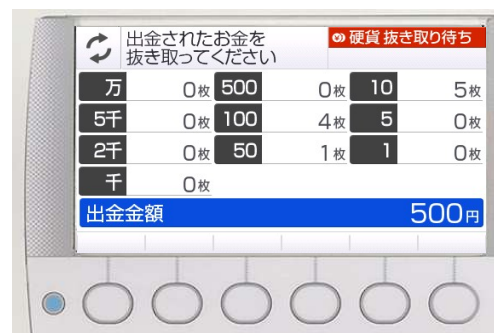 出金されたお金を
抜き取ってください
硬貨 抜き取り待ち
万 0枚 500 0枚 10 5枚
5千 0枚 100 4枚 5 0枚
2千 0枚 50 1枚 1 0枚
千 0枚
出金金額 500円